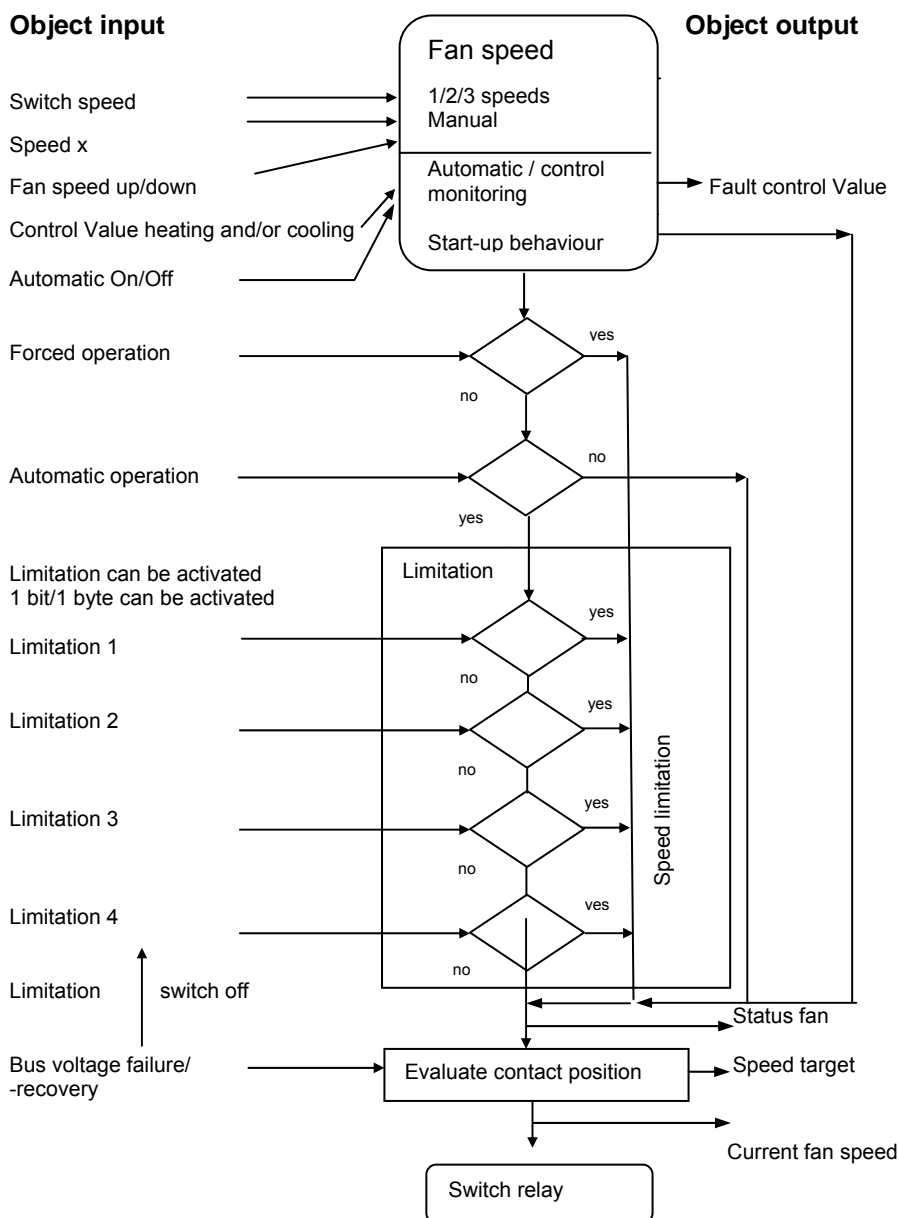 Object input
Object output
Fan speed
1/2/3 speeds
Manual
Switch speed
Speed x
Automatic / control
monitoring
Fan speed up/down
Fault control Value
Control Value heating and/or cooling
Start-up behaviour
Automatic On/Off
yes
Forced operation
no
no
Automatic operation
yes
Limitation
Limitation can be activated
1 bit/1 byte can be activated
yes
Limitation 1
no
yes
Limitation 2
no
yes
Limitation 3
no
Speed limitation
yes
Limitation 4
no
Limitation
switch off
Status fan
Bus voltage failure/
-recovery
Evaluate contact position
Speed target
Current fan speed
Switch relay